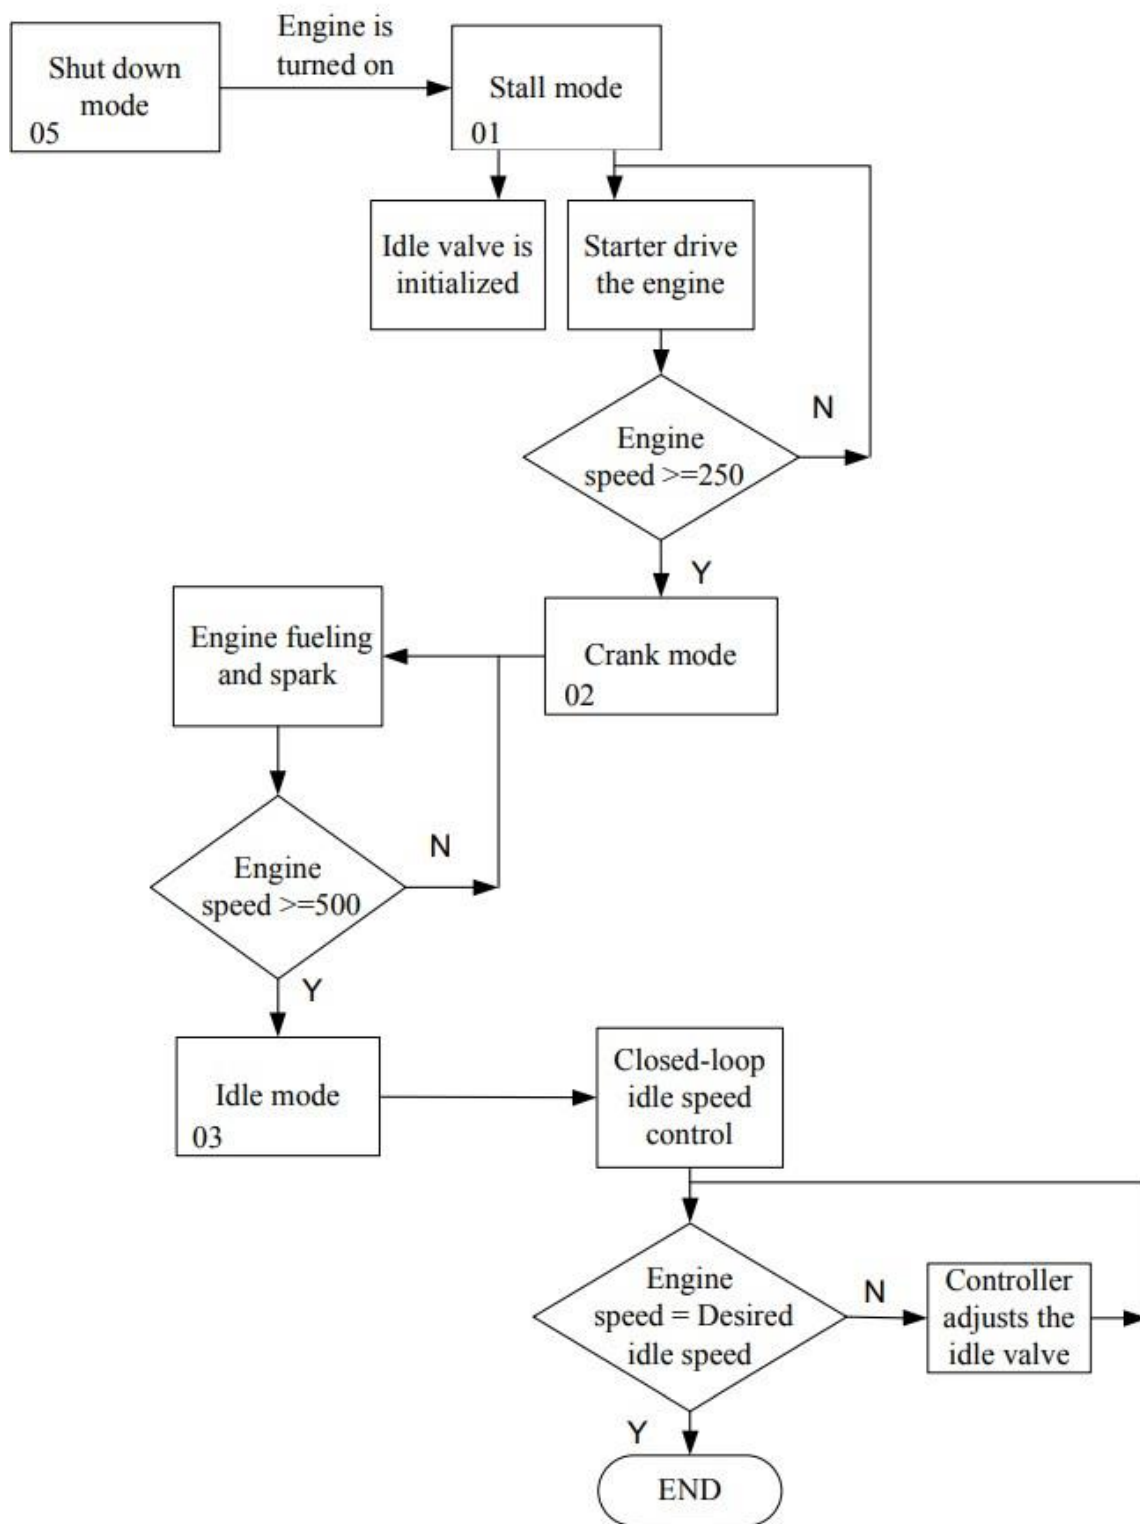 Shut down
mode
05
Engine is
turned on
Stall mode
01
Idle valve is
initialized
Starter drive
the engine
Engine
speed >=250
N
Y
Crank mode
02
Engine fueling
and spark
Engine
speed >=500
N
Y
Idle mode
03
Closed-loop
idle speed
control
Engine
speed = Desired
idle speed
N
Controller
adjusts the
idle valve
Y
END